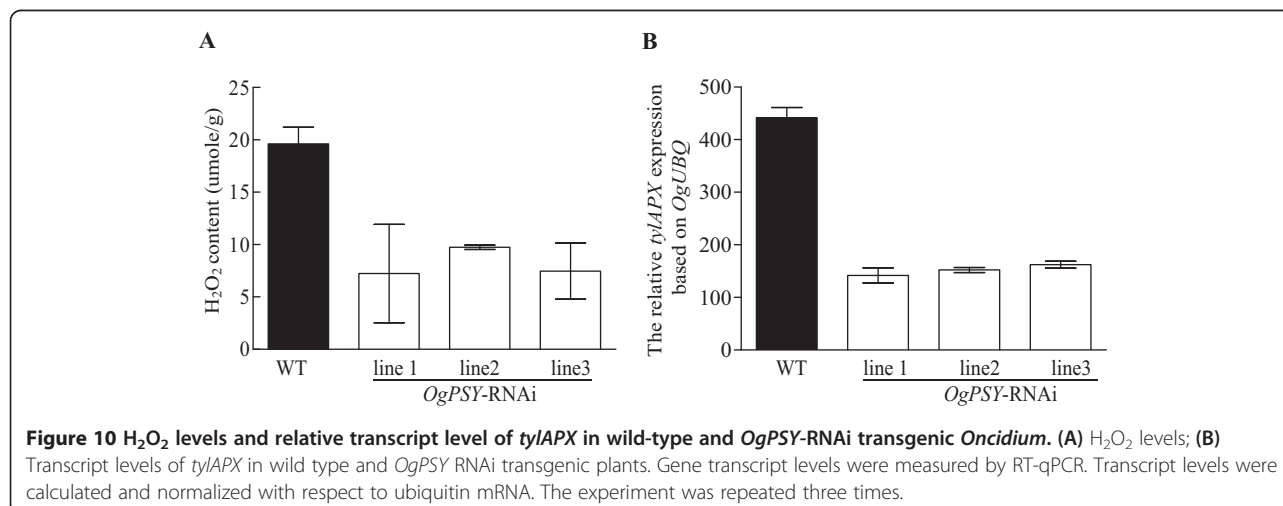 A
B
H₂O₂ content (umole/g)
25
20
15
10
5
0
WT
line 1
line2
line3
OgPSY-RNAi
The relative tylAPX expression
based on OgUBQ
500
400
300
200
100
0
WT
line 1
line2
line3
OgPSY-RNAi
Figure 10 H₂O₂ levels and relative transcript level of tylAPX in wild-type and OgPSY-RNAi transgenic Oncidium. (A) H₂O₂ levels; (B)
Transcript levels of tylAPX in wild type and OgPSY RNAi transgenic plants. Gene transcript levels were measured by RT-qPCR. Transcript levels were
calculated and normalized with respect to ubiquitin mRNA. The experiment was repeated three times.